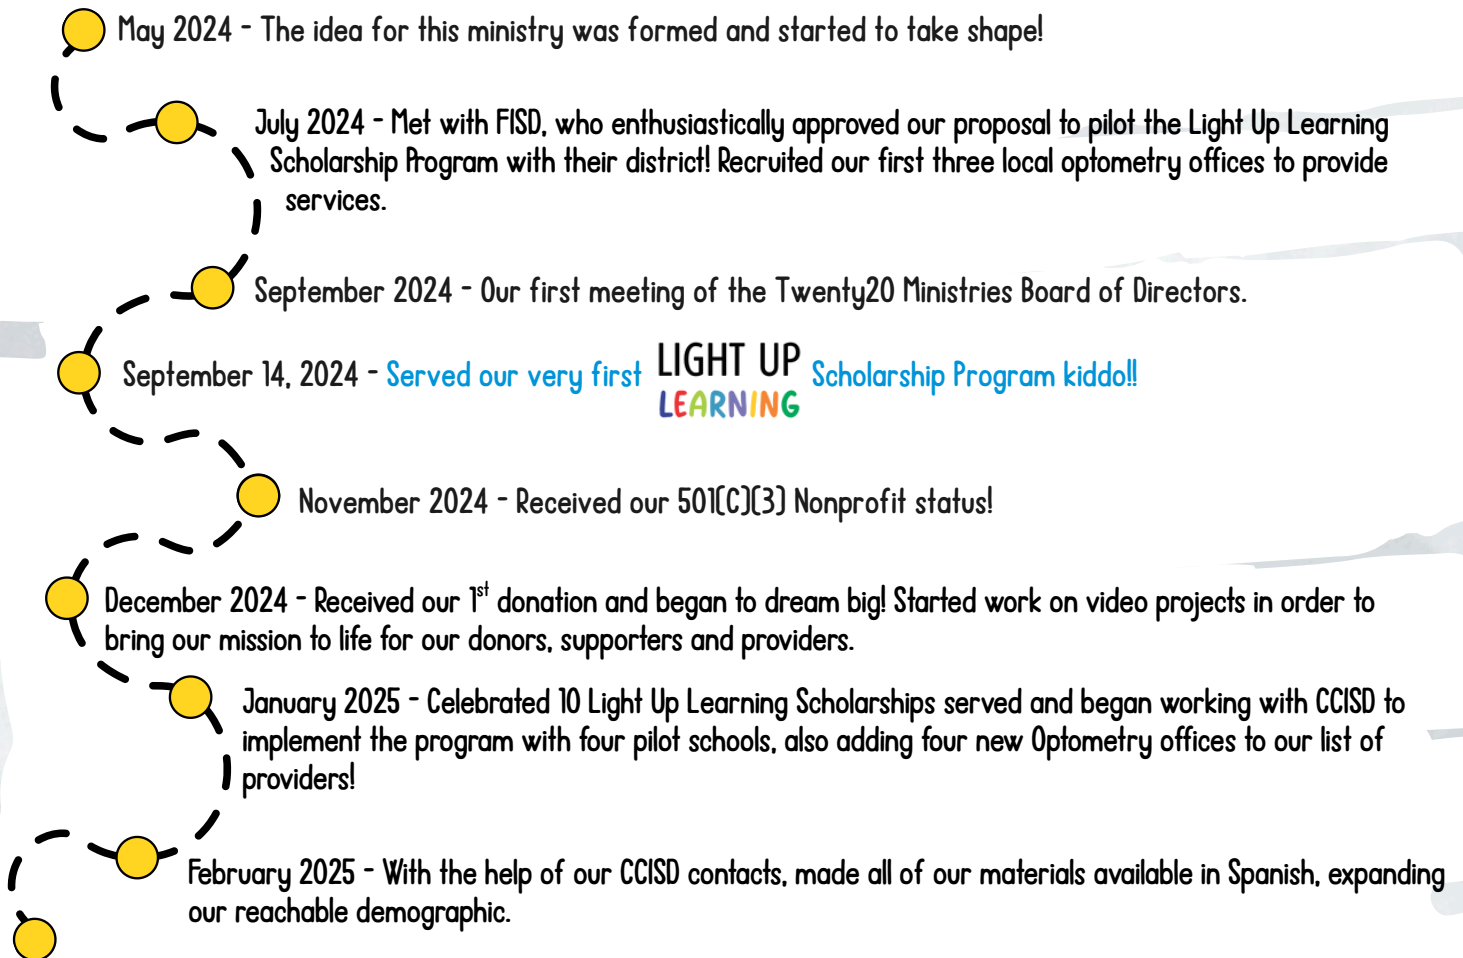 May 2024 - The idea for this ministry was formed and started to take shape!
July 2024 - Met with FISD, who enthusiastically approved our proposal to pilot the Light Up Learning
Scholarship Program with their district! Recruited our first three local optometry offices to provide
services.
September 2024 - Our first meeting of the Twenty20 Ministries Board of Directors.
September 14, 2024 - Served our very first LIGHT UP LEARNING Scholarship Program kiddo!!
November 2024 - Received our 501(C)(3) Nonprofit status!
December 2024 - Received our 1st donation and began to dream big! Started work on video projects in order to
bring our mission to life for our donors, supporters and providers.
January 2025 - Celebrated 10 Light Up Learning Scholarships served and began working with CCISD to
implement the program with four pilot schools, also adding four new Optometry offices to our list of
providers!
February 2025 - With the help of our CCISD contacts, made all of our materials available in Spanish, expanding
our reachable demographic.